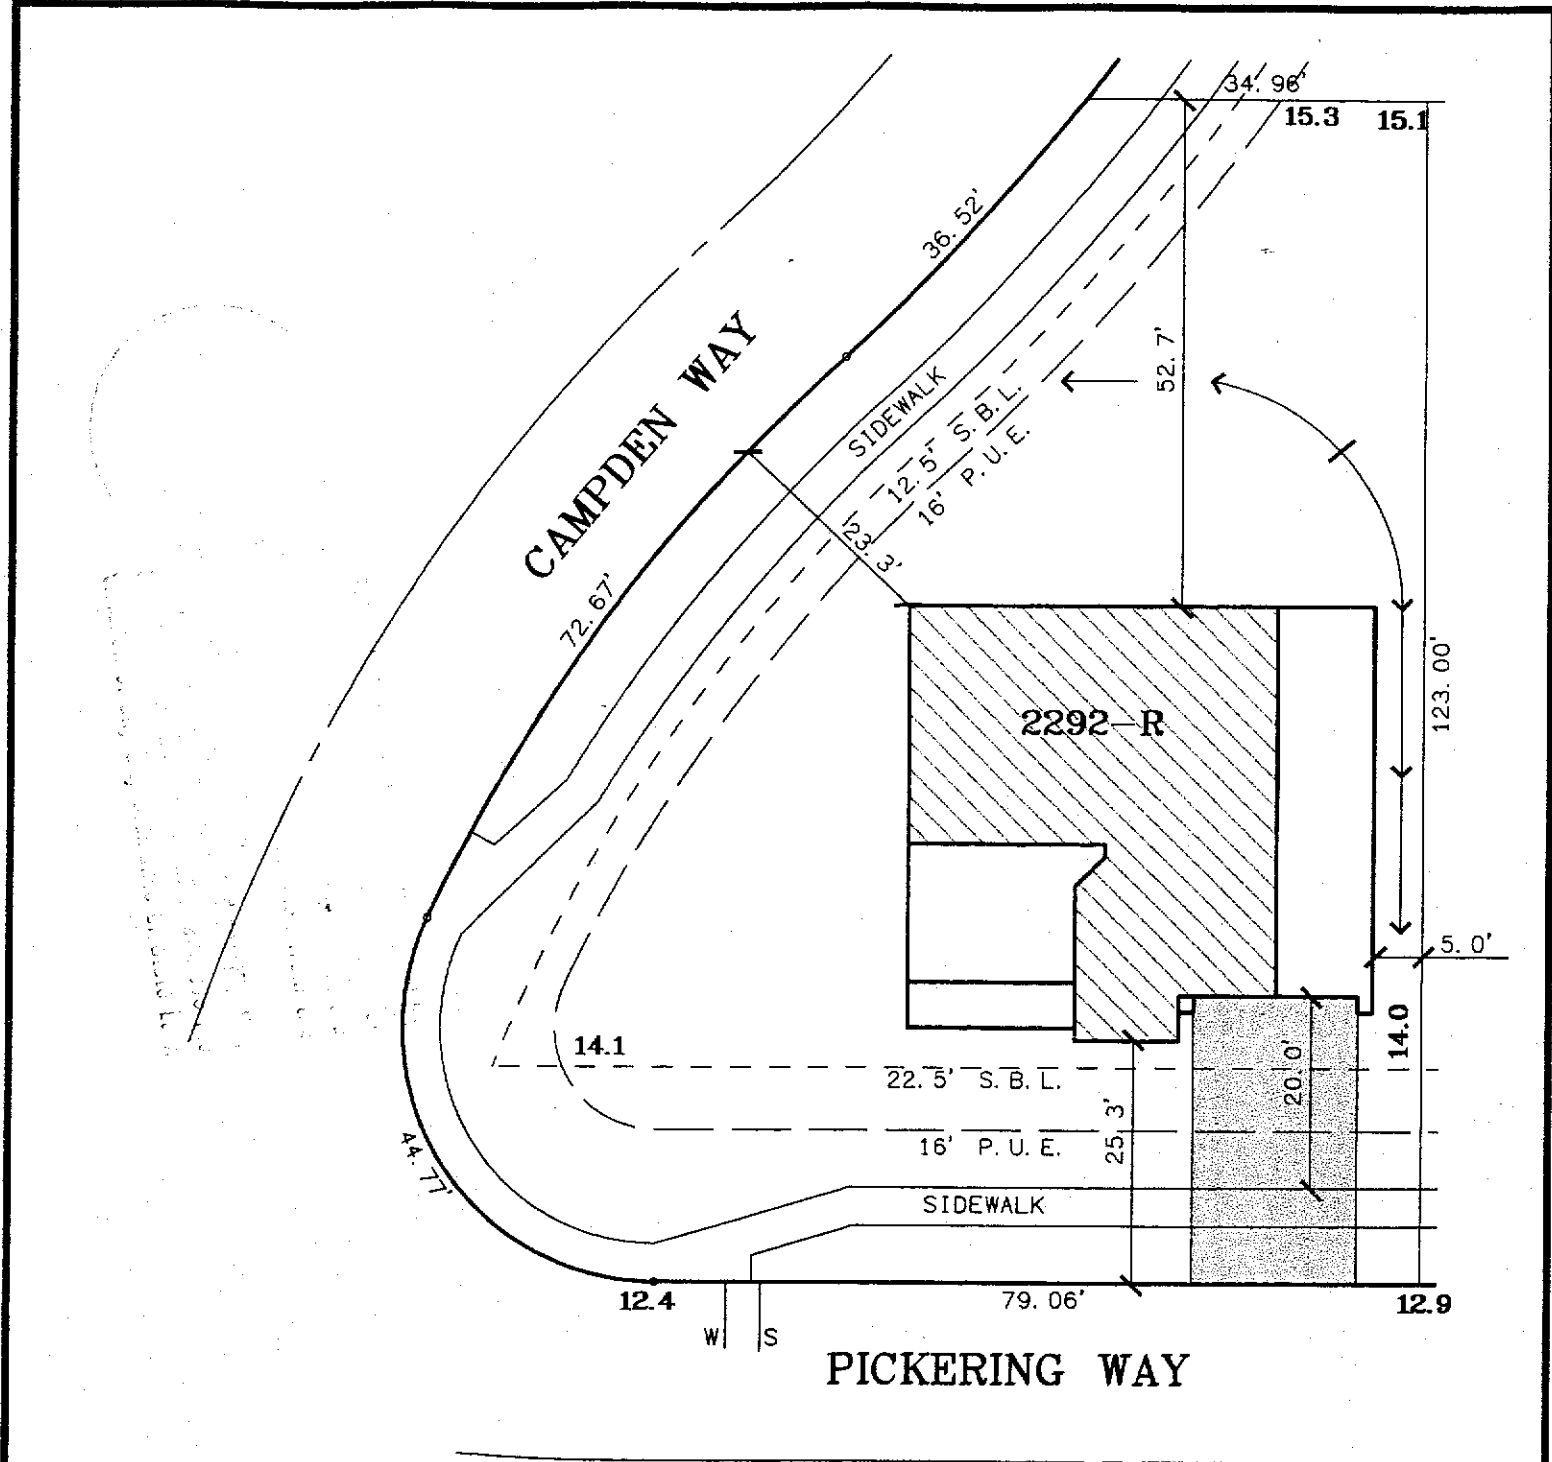 34.96'
15.3 15.1
36.52'
52.7'
CAMPDEN WAY
SIDEWALK
12.5' S.B.L.
16' P.U.E.
23.3'
72.67'
123.00'
2292-R
5.0'
14.0
14.1
20.0'
22.5' S.B.L.
25.3'
16' P.U.E.
44.77'
SIDEWALK
12.4
79.06'
12.9
W S
PICKERING WAY